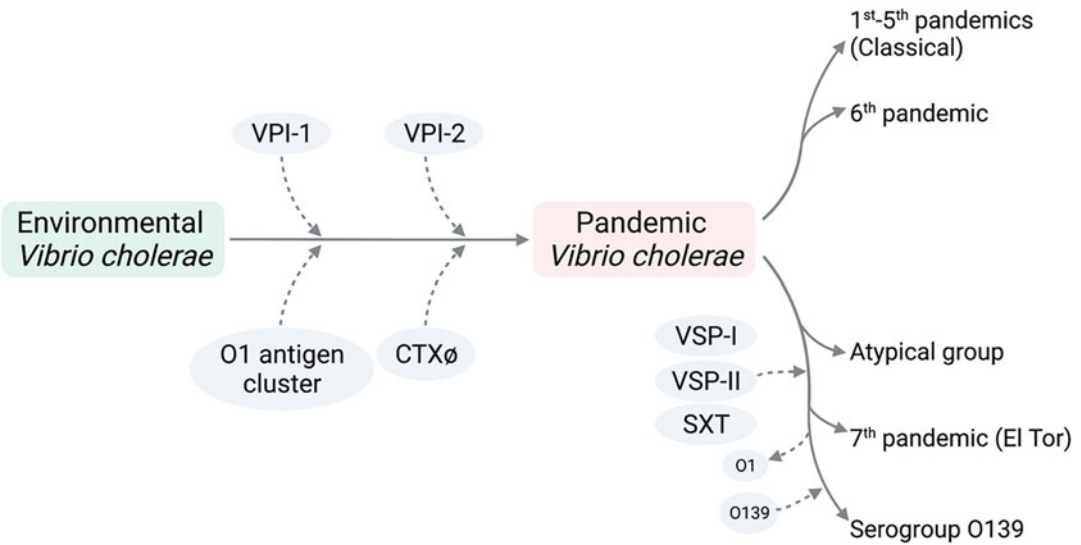 1st-5th pandemics
(Classical)
6th pandemic
VPI-1
VPI-2
Environmental
Vibrio cholerae
Pandemic
Vibrio cholerae
O1 antigen
cluster
CTXø
VSP-I
VSP-II
SXT
O1
O139
Atypical group
7th pandemic (El Tor)
Serogroup O139